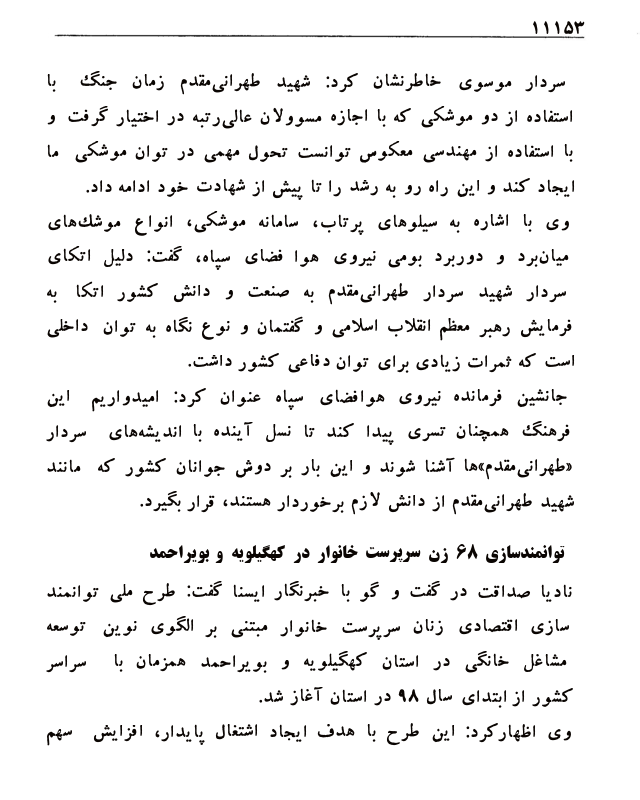 ۱۱۱۵۳
سردار موسوی خاطرنشان کرد: شهید طهرانی‌مقدم زمان جنگ با
استفاده از دو موشکی که با اجازه مسوولان عالی‌رتبه در اختیار گرفت و
با استفاده از مهندسی معکوس توانست تحول مهمی در توان موشکی ما
ایجاد کند و این راه رو به رشد را تا پیش از شهادت خود ادامه داد.
وی با اشاره به سیلوهای پرتاب، سامانه موشکی، انواع موشک‌های
میان‌برد و دوربرد بومی نیروی هوا فضای سپاه، گفت: دلیل اتکای
سردار شهید سردار طهرانی‌مقدم به صنعت و دانش کشور اتکا به
فرمایش رهبر معظم انقلاب اسلامی و گفتمان و نوع نگاه به توان داخلی
است که ثمرات زیادی برای توان دفاعی کشور داشت.
جانشین فرمانده نیروی هوافضای سپاه عنوان کرد: امیدواریم این
فرهنگ همچنان تسری پیدا کند تا نسل آینده با اندیشه‌های سردار
«طهرانی‌مقدم»ها آشنا شوند و این بار بر دوش جوانان کشور که مانند
شهید طهرانی‌مقدم از دانش لازم برخوردار هستند، قرار بگیرد.
توانمندسازی ۶۸ زن سرپرست خانوار در کهگیلویه و بویراحمد
نادیا صداقت در گفت و گو با خبرنگار ایسنا گفت: طرح ملی توانمند
سازی اقتصادی زنان سرپرست خانوار مبتنی بر الگوی نوین توسعه
مشاغل خانگی در استان کهگیلویه و بویراحمد همزمان با سراسر
کشور از ابتدای سال ۹۸ در استان آغاز شد.
وی اظهارکرد: این طرح با هدف ایجاد اشتغال پایدار، افزایش سهم